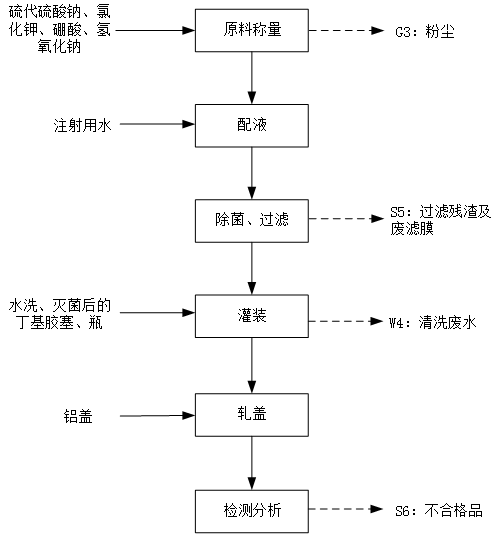 硫代硫酸钠、氯
化钾、硼酸、氢
氧化钠
原料称量
G3：粉尘
注射用水
配液
除菌、过滤
S5：过滤残渣及
废滤膜
水洗、灭菌后的
丁基胶塞、瓶
灌装
W4：清洗废水
铝盖
轧盖
检测分析
S6：不合格品